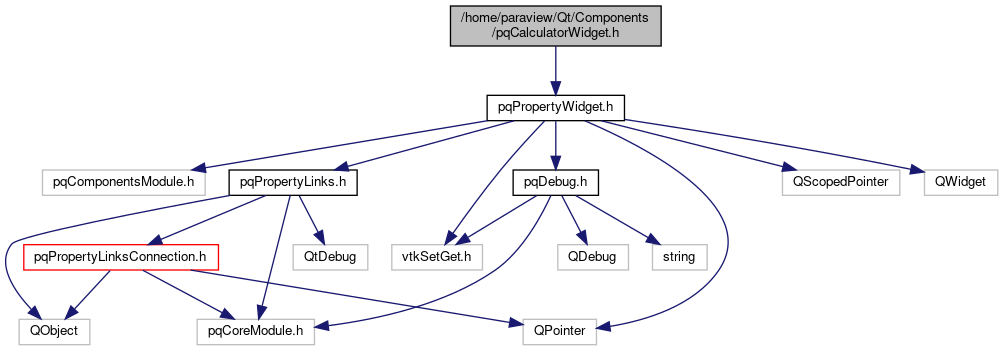 /home/paraview/Qt/Components
/pqCalculatorWidget.h
pqPropertyWidget.h
pqComponentsModule.h
pqPropertyLinks.h
pqDebug.h
QScopedPointer
QWidget
pqPropertyLinksConnection.h
QtDebug
vtkSetGet.h
QDebug
string
QObject
pqCoreModule.h
QPointer